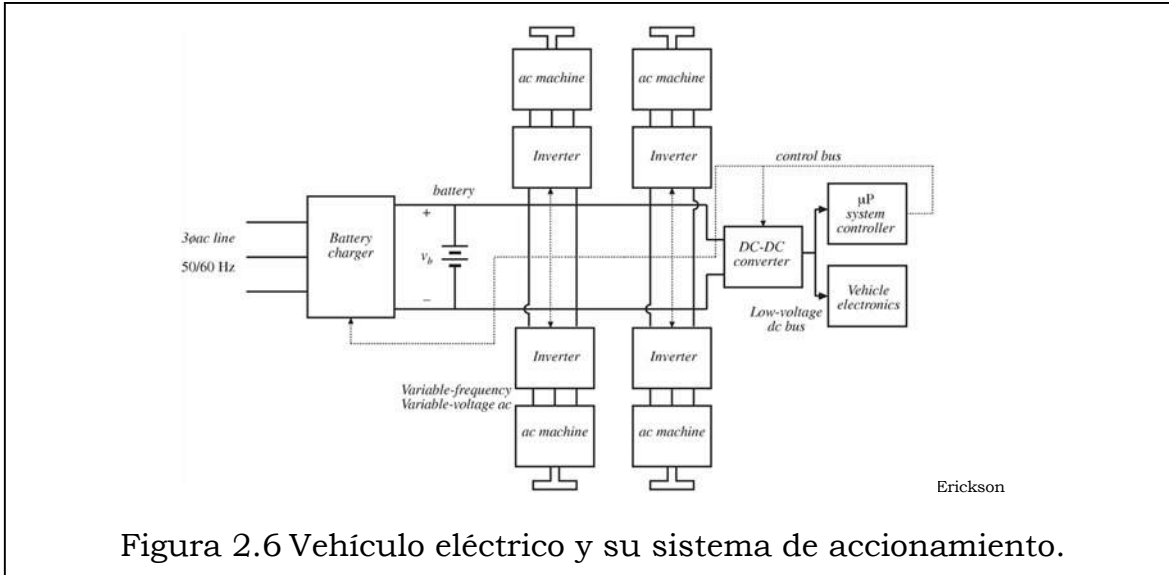 ac machine
ac machine
Inverter
Inverter
control bus
battery
μP
system
controller
+
3øac line
Battery
charger
DC-DC
converter
50/60 Hz
v_b
Vehicle
electronics
−
Low-voltage
dc bus
Inverter
Inverter
Variable-frequency
Variable-voltage ac
ac machine
ac machine
Erickson
Figura 2.6 Vehículo eléctrico y su sistema de accionamiento.